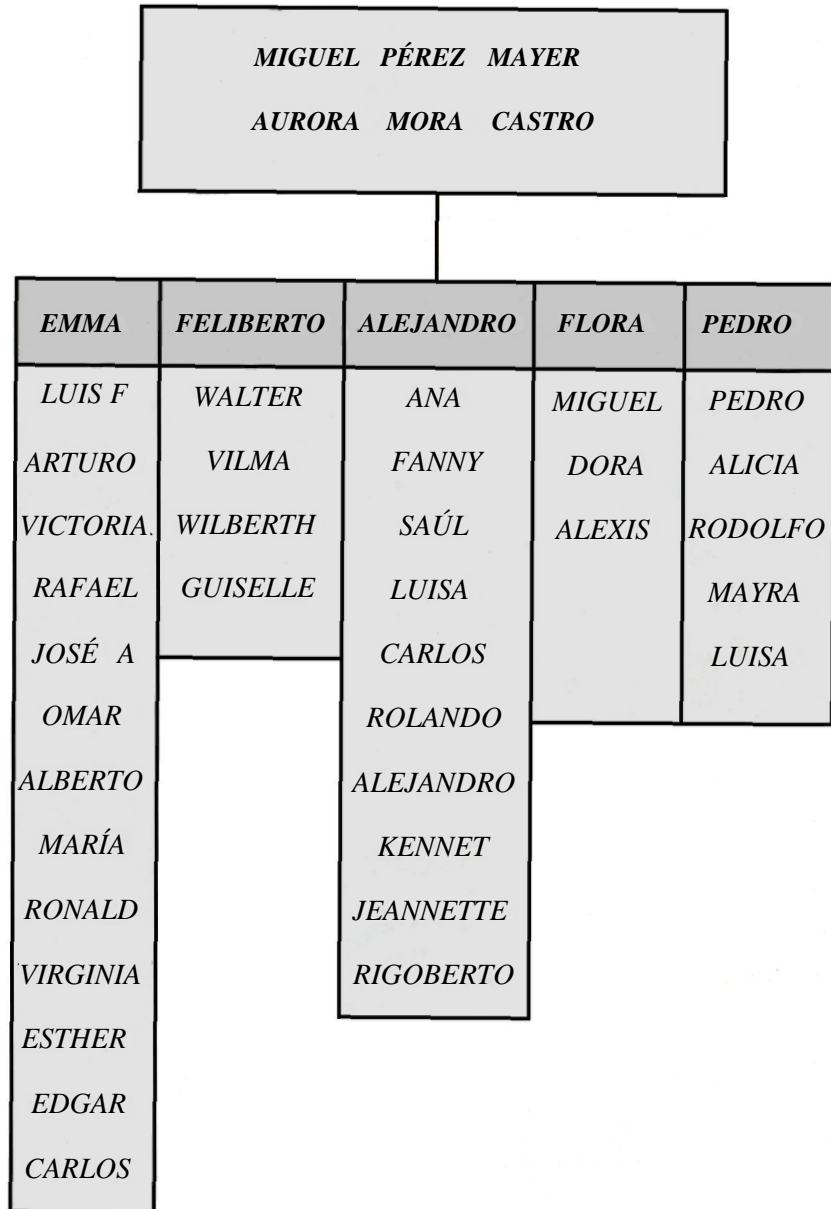 MIGUEL PÉREZ MAYER
AURORA MORA CASTRO
EMMA
LUIS F
ARTURO
VICTORIA.
RAFAEL
JOSÉ A
OMAR
ALBERTO
MARÍA
RONALD
VIRGINIA
ESTHER
EDGAR
CARLOS
FELIBERTO
WALTER
VILMA
WILBERTH
GUISELLE
ALEJANDRO
ANA
FANNY
SAÚL
LUISA
CARLOS
ROLANDO
ALEJANDRO
KENNET
JEANNETTE
RIGOBERTO
FLORA
MIGUEL
DORA
ALEXIS
PEDRO
PEDRO
ALICIA
RODOLFO
MAYRA
LUISA